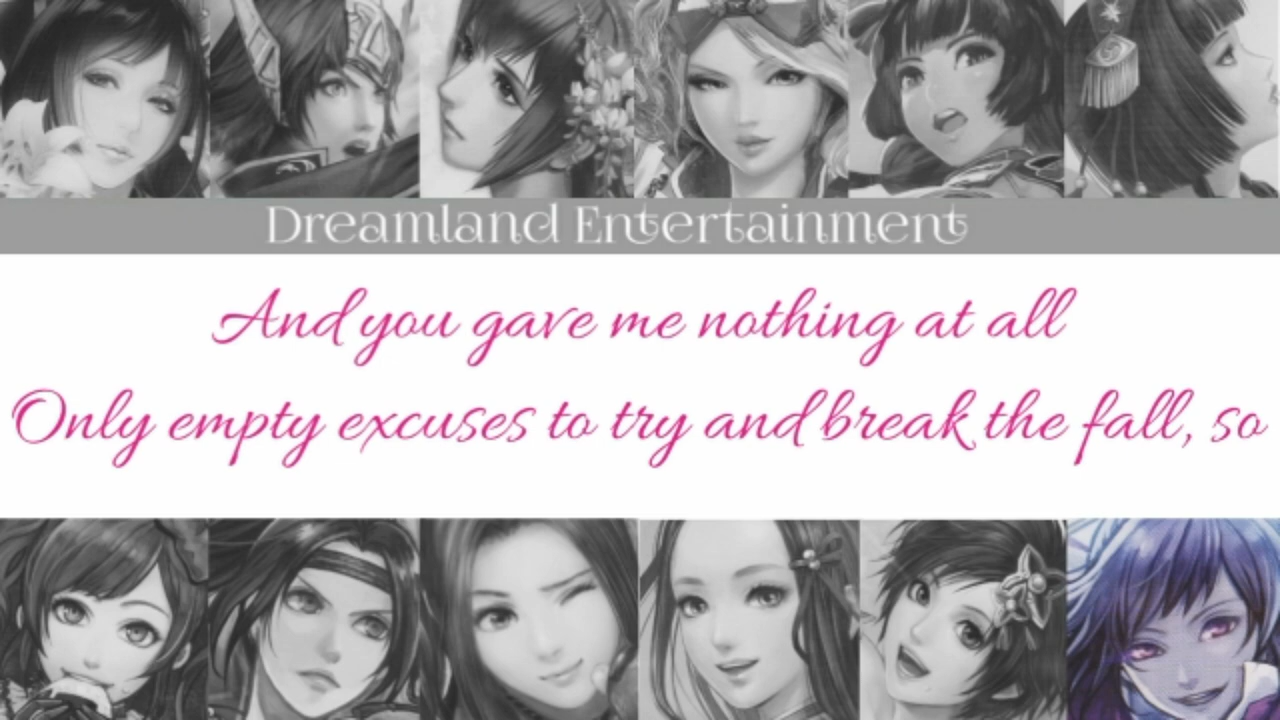 Dreamland Entertainment
And you gave me nothing at all
Only empty excuses to try and break the fall, so